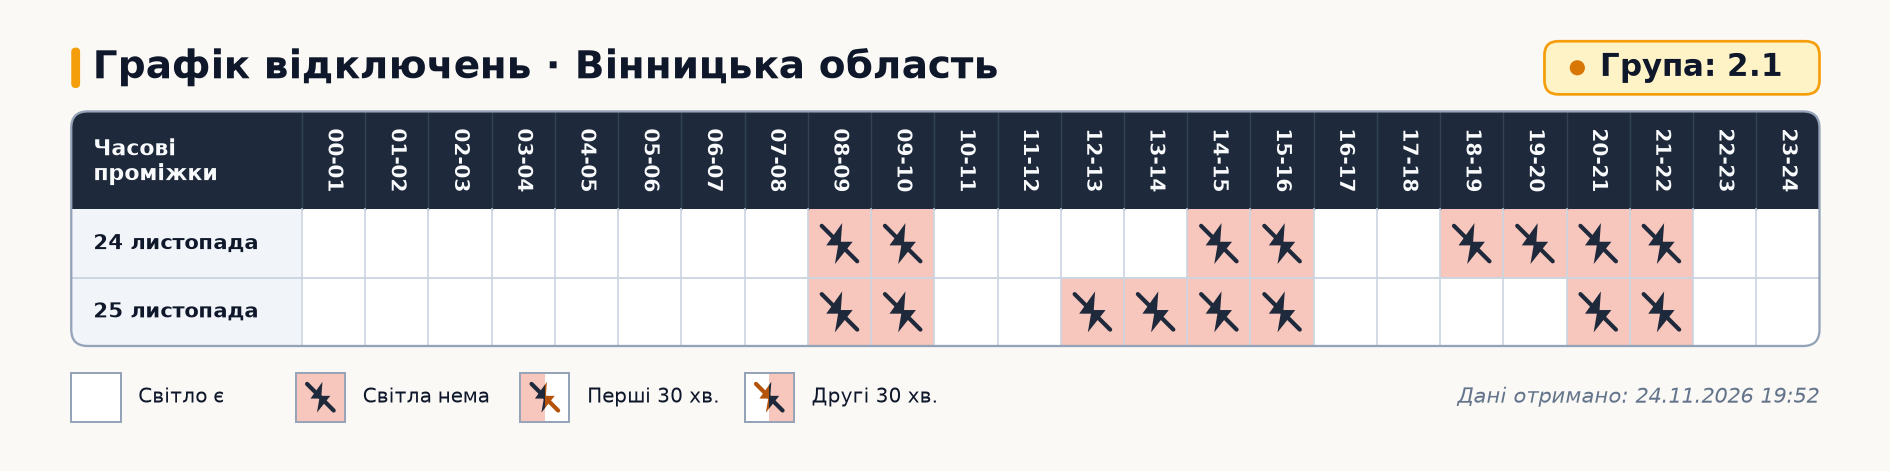 Графік відключень · Вінницька область
Група: 2.1
Часові
проміжки
00-01
01-02
02-03
03-04
04-05
05-06
06-07
07-08
08-09
09-10
10-11
11-12
12-13
13-14
14-15
15-16
16-17
17-18
18-19
19-20
20-21
21-22
22-23
23-24
24 листопада
25 листопада
Світло є
Світла нема
Перші 30 хв.
Другі 30 хв.
Дані отримано: 24.11.2026 19:52